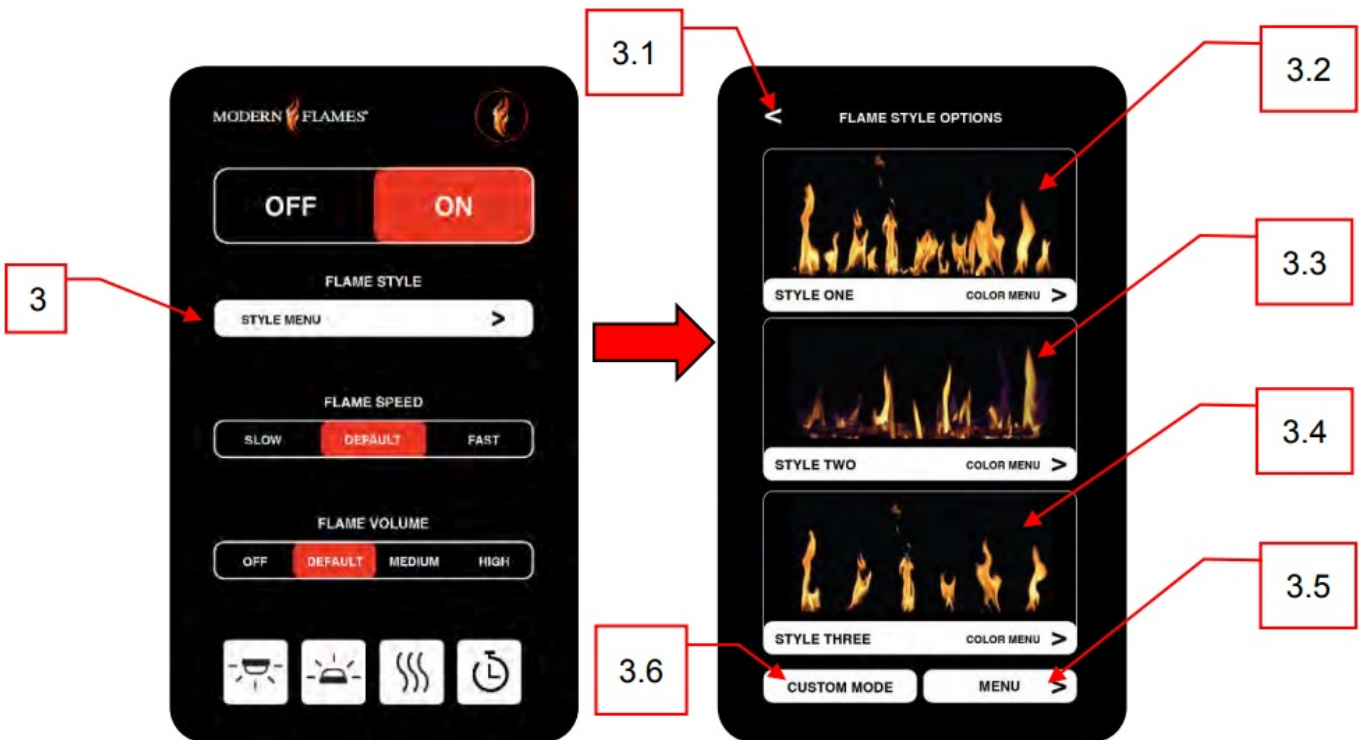 3.1
3.2
MODERN FLAMES®
< FLAME STYLE OPTIONS
OFF ON
3.3
FLAME STYLE
3
STYLE ONE COLOR MENU >
STYLE MENU >
FLAME SPEED
3.4
SLOW DEFAULT FAST
STYLE TWO COLOR MENU >
FLAME VOLUME
OFF DEFAULT MEDIUM HIGH
3.5
STYLE THREE COLOR MENU >
3.6
CUSTOM MODE MENU >